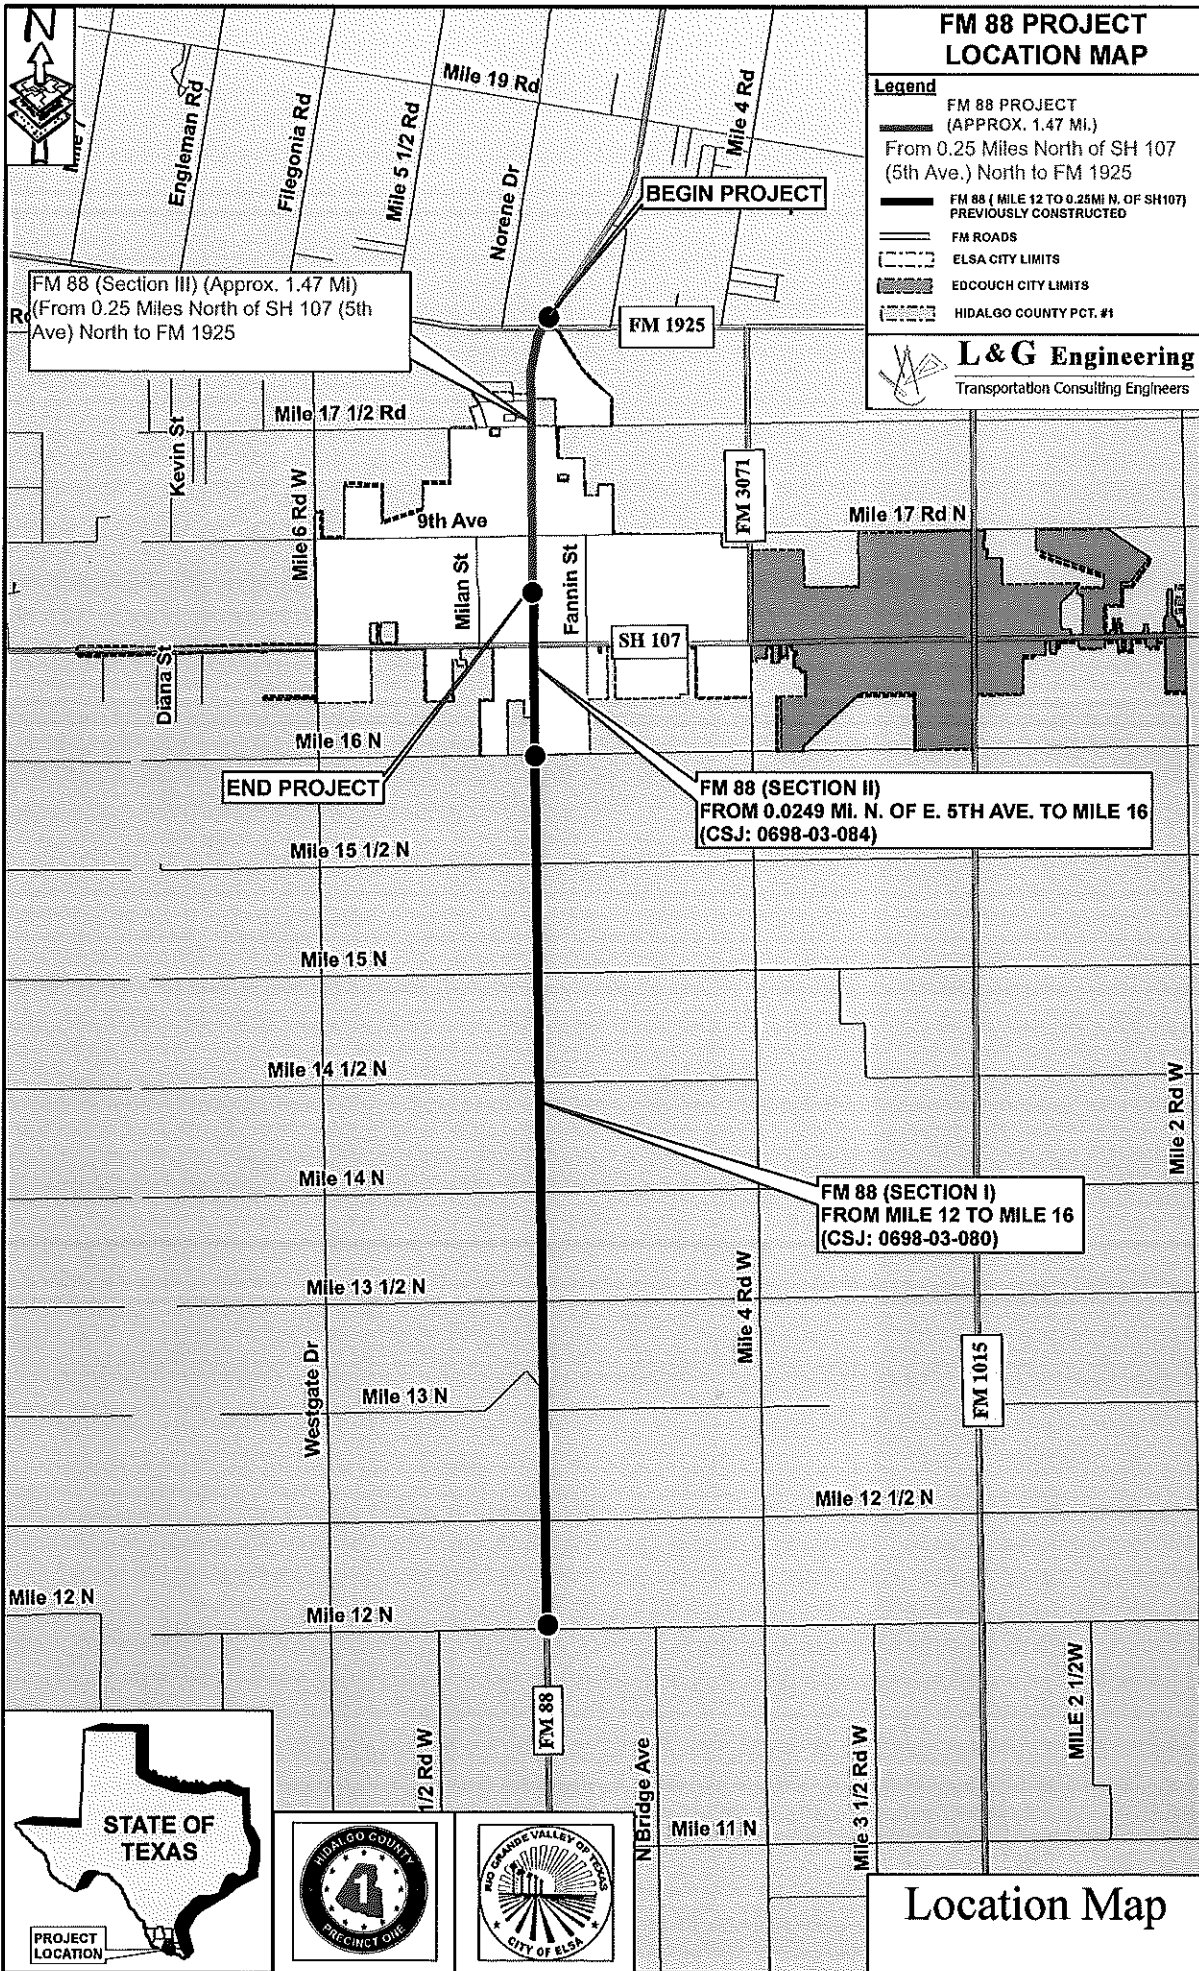 FM 88 PROJECT
LOCATION MAP
Legend
FM 88 PROJECT
(APPROX. 1.47 MI.)
From 0.25 Miles North of SH 107
(5th Ave.) North to FM 1925
FM 88 ( MILE 12 TO 0.25MI N. OF SH107)
PREVIOUSLY CONSTRUCTED
FM ROADS
ELSA CITY LIMITS
EDCOUCH CITY LIMITS
HIDALGO COUNTY PCT. #1
L&G Engineering
Transportation Consulting Engineers
N
Mile 19 Rd
Engleman Rd
Filegonia Rd
Mile 5 1/2 Rd
Norene Dr
Mile 4 Rd
BEGIN PROJECT
FM 88 (Section III) (Approx. 1.47 Mi)
(From 0.25 Miles North of SH 107 (5th
Ave) North to FM 1925
FM 1925
Mile 17 1/2 Rd
Kevin St
Mile 6 Rd W
9th Ave
FM 3071
Mile 17 Rd N
Milan St
Fannin St
SH 107
Diana St
Mile 16 N
END PROJECT
FM 88 (SECTION II)
FROM 0.0249 Mi. N. OF E. 5TH AVE. TO MILE 16
(CSJ: 0698-03-084)
Mile 15 1/2 N
Mile 15 N
Mile 14 1/2 N
Mile 2 Rd W
Mile 14 N
FM 88 (SECTION I)
FROM MILE 12 TO MILE 16
(CSJ: 0698-03-080)
Mile 13 1/2 N
Mile 4 Rd W
Westgate Dr
Mile 13 N
FM 1015
Mile 12 1/2 N
Mile 12 N
Mile 12 N
FM 88
1/2 Rd W
N Bridge Ave
Mile 11 N
Mile 3 1/2 Rd W
MILE 2 1/2W
STATE OF
TEXAS
PROJECT
LOCATION
HIDALGO COUNTY
1
PRECINCT ONE
RIO GRANDE VALLEY OF TEXAS
CITY OF ELSA
Location Map